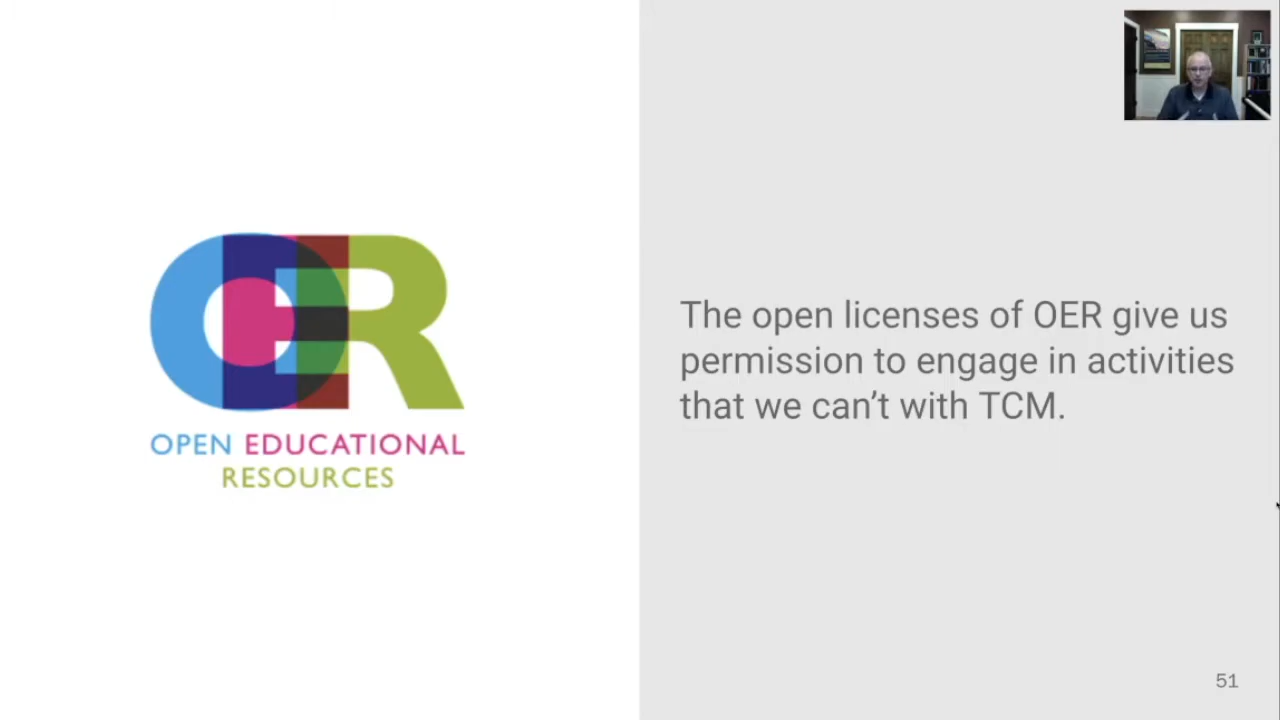 OER
OPEN EDUCATIONAL
RESOURCES
The open licenses of OER give us
permission to engage in activities
that we can’t with TCM.
51